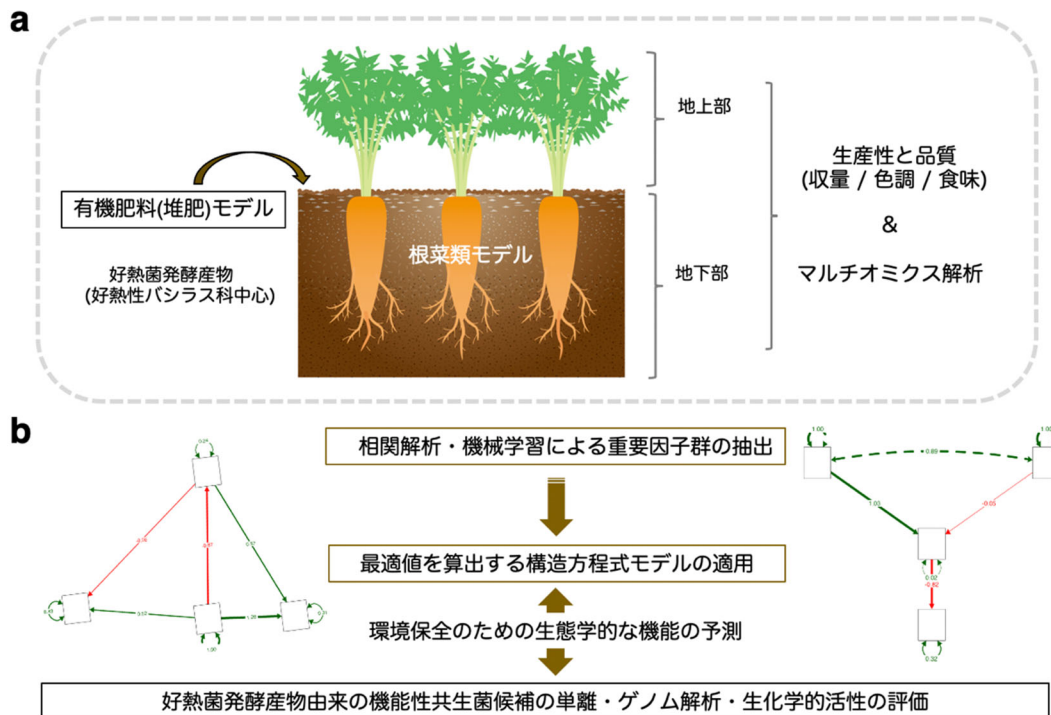 a
地上部
生産性と品質
(収量 / 色調 / 食味)
有機肥料(堆肥)モデル
&
根菜類モデル
好熱菌発酵産物
(好熱性バシラス科中心)
地下部
マルチオミクス解析
b
相関解析・機械学習による重要因子群の抽出
1.00
1.00
0.89
1.03
-0.05
最適値を算出する構造方程式モデルの適用
0.02
-0.82
環境保全のための生態学的な機能の予測
0.32
好熱菌発酵産物由来の機能性共生菌候補の単離・ゲノム解析・生化学的活性の評価